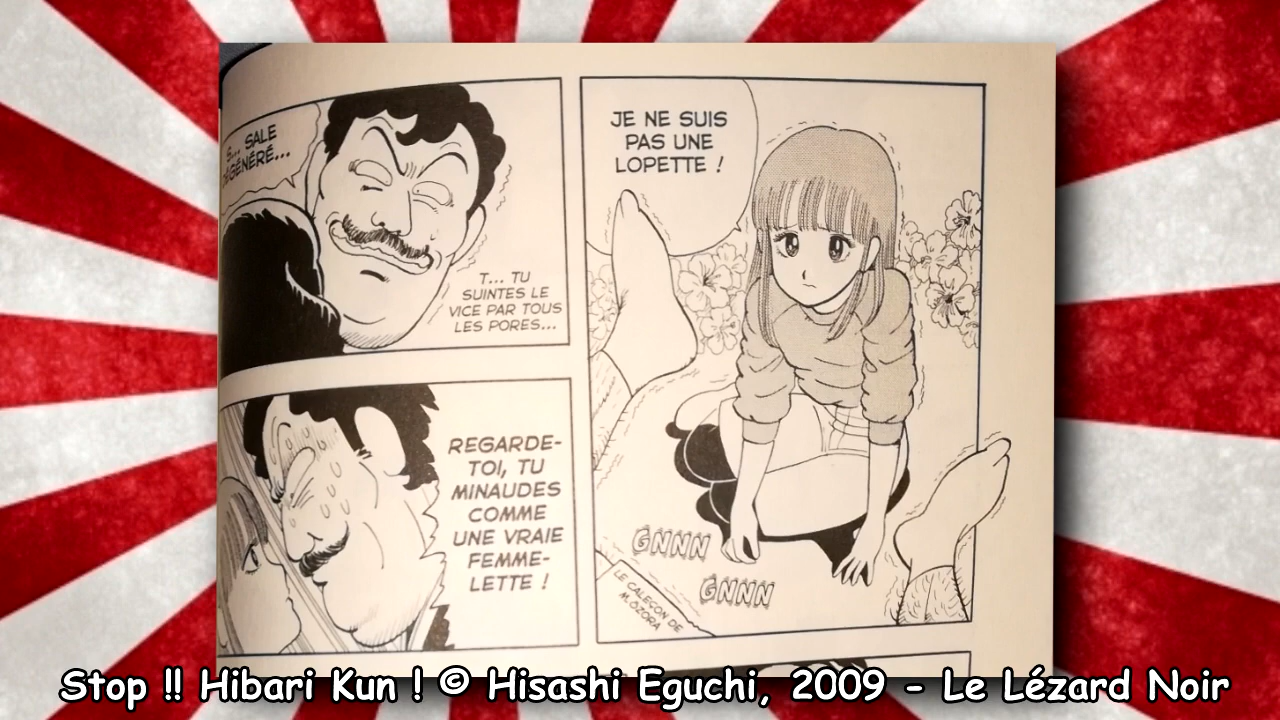 S... SALE
DÉGÉNÉRÉ...
T... TU
SUINTES LE
VICE PAR TOUS
LES PORES...
JE NE SUIS
PAS UNE
LOPETTE !
REGARDE-
TOI, TU
MINAUDES
COMME
UNE VRAIE
FEMME-
LETTE !
GNNN
GNNN
LE CALEÇON DE
M. ÔZORA
Stop !! Hibari Kun ! © Hisashi Eguchi, 2009 - Le Lézard Noir